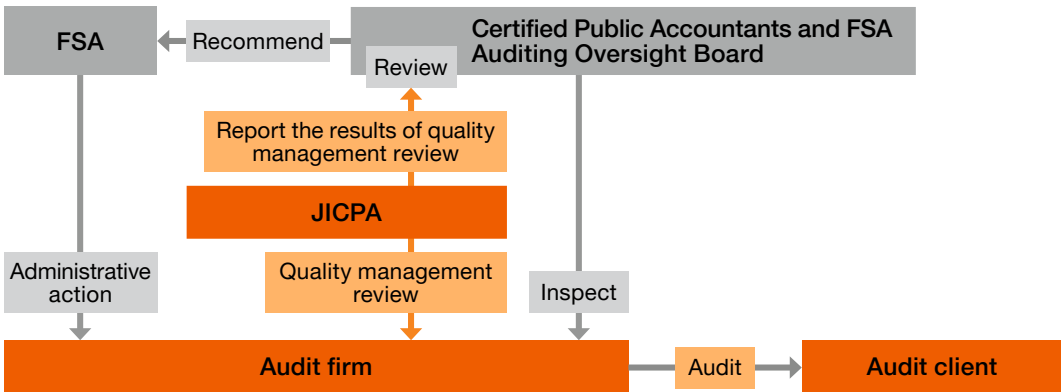 FSA
Recommend
Certified Public Accountants and FSA
Auditing Oversight Board
Review
Report the results of quality
management review
JICPA
Administrative
action
Quality management
review
Inspect
Audit firm
Audit
Audit client